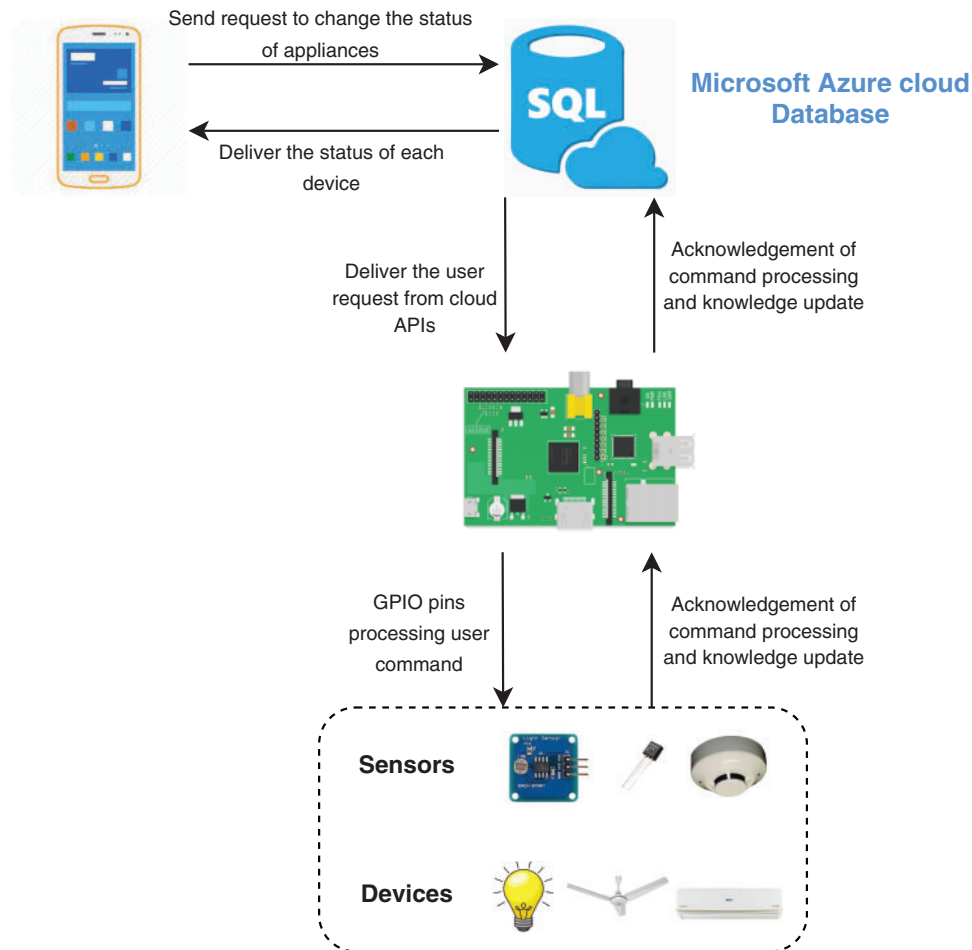 Send request to change the status
of appliances
SQL
Microsoft Azure cloud
Database
Deliver the status of each
device
Deliver the user
request from cloud
APIs
Acknowledgement of
command processing
and knowledge update
GPIO pins
processing user
command
Acknowledgement of
command processing
and knowledge update
Sensors
Light Sensor
Devices